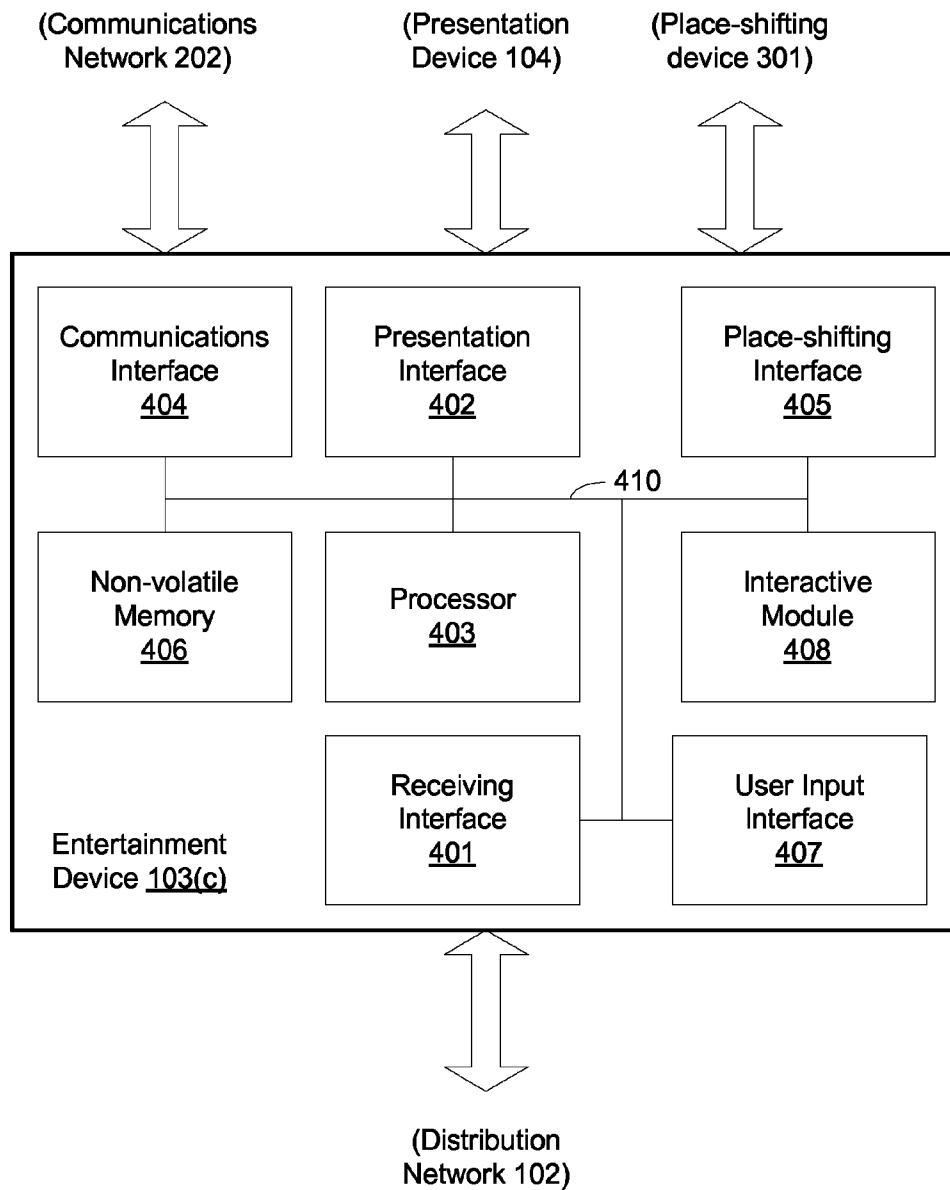 (Communications
Network 202)
(Presentation
Device 104)
(Place-shifting
device 301)
Communications
Interface
404
Presentation
Interface
402
Place-shifting
Interface
405
410
Non-volatile
Memory
406
Processor
403
Interactive
Module
408
Receiving
Interface
401
User Input
Interface
407
Entertainment
Device 103(c)
(Distribution
Network 102)